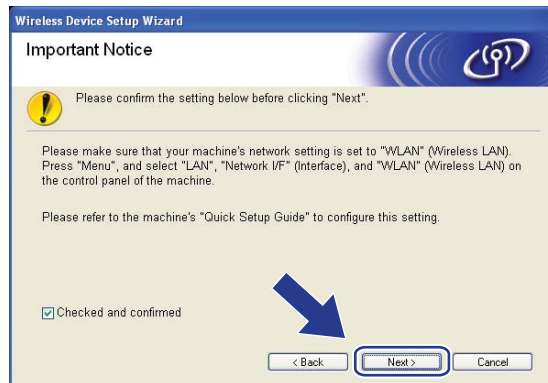 Wireless Device Setup Wizard
Important Notice
Please confirm the setting below before clicking "Next".
Please make sure that your machine's network setting is set to "WLAN" (Wireless LAN).
Press "Menu", and select "LAN", "Network I/F" (Interface), and "WLAN" (Wireless LAN) on
the control panel of the machine.
Please refer to the machine's "Quick Setup Guide" to configure this setting.
Checked and confirmed
< Back
Next >
Cancel